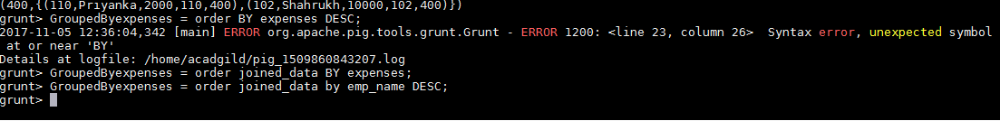 (400,{(110,Priyanka,2000,110,400),(102,Shahrukh,10000,102,400)})
grunt> GroupedByexpenses = order BY expenses DESC;
2017-11-05 12:36:04,342 [main] ERROR org.apache.pig.tools.grunt.Grunt - ERROR 1200: <line 23, column 26>  Syntax error, unexpected symbol
 at or near 'BY'
Details at logfile: /home/acadgild/pig_1509860843207.log
grunt> GroupedByexpenses = order joined_data BY expenses;
grunt> GroupedByexpenses = order joined_data by emp_name DESC;
grunt>